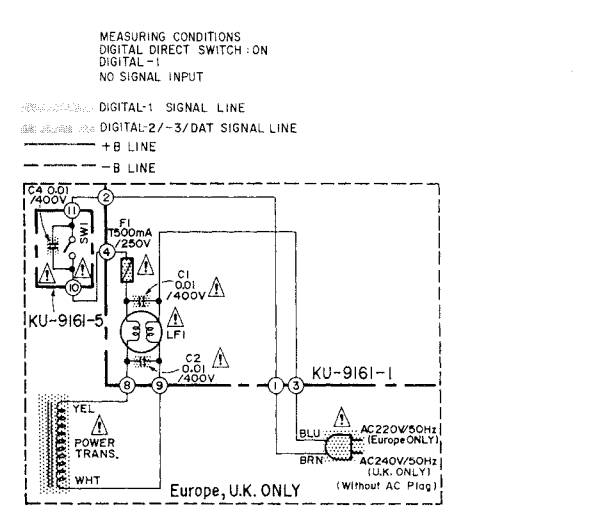 MEASURING CONDITIONS
DIGITAL DIRECT SWITCH : ON
DIGITAL-1
NO SIGNAL INPUT
DIGITAL-1 SIGNAL LINE
DIGITAL-2/-3/DAT SIGNAL LINE
+B LINE
-B LINE
C4 0.01
/400V
11
SW1
10
2
F1
T500mA
/250V
4
C1
0.01
/400V
LF1
C2
0.01
/400V
KU-9161-5
KU-9161-1
8
9
1
3
YEL
POWER
TRANS.
WHT
BLU
BRN
AC220V/50Hz
(Europe ONLY)
AC240V/50Hz
(U.K. ONLY)
(Without AC Plag)
Europe, U.K. ONLY